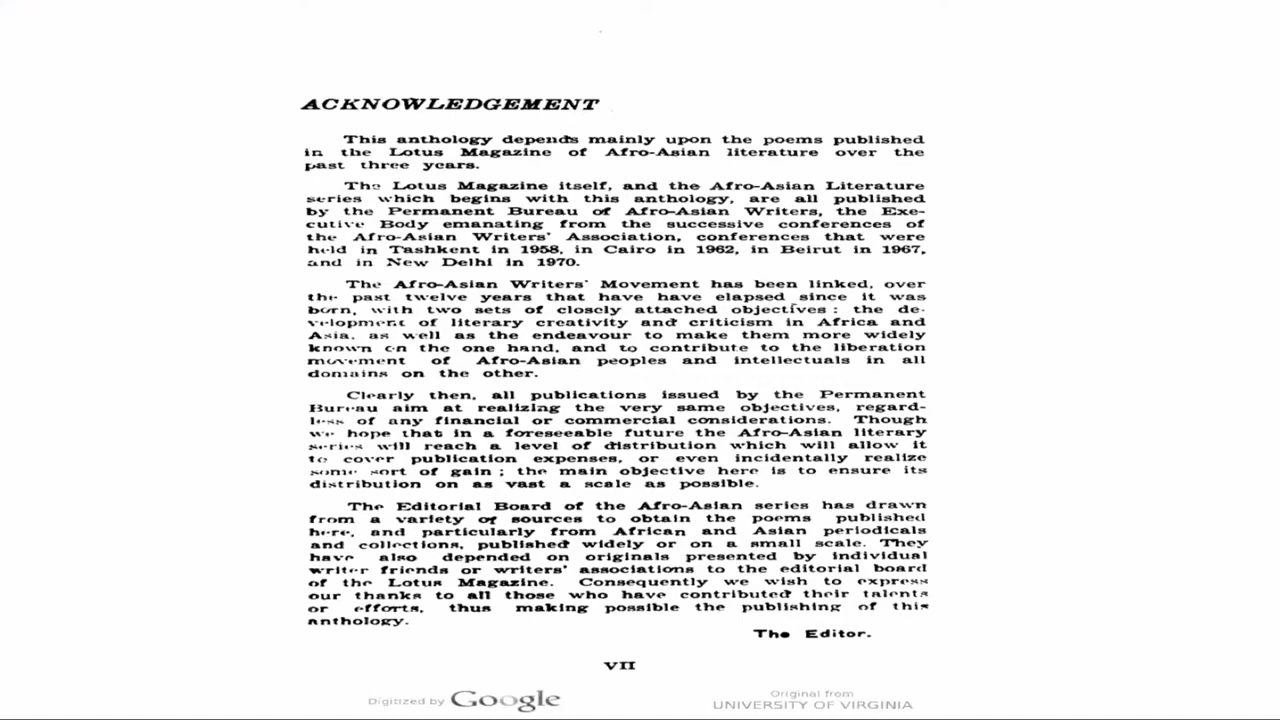 ACKNOWLEDGEMENT
This anthology depends mainly upon the poems published
in the Lotus Magazine of Afro-Asian literature over the
past three years.
The Lotus Magazine itself, and the Afro-Asian Literature
series which begins with this anthology, are all published
by the Permanent Bureau of Afro-Asian Writers, the Exe-
cutive Body emanating from the successive conferences of
the Afro-Asian Writers' Association, conferences that were
held in Tashkent in 1958, in Cairo in 1962, in Beirut in 1967,
and in New Delhi in 1970.
The Afro-Asian Writers' Movement has been linked, over
the past twelve years that have have elapsed since it was
born, with two sets of closely attached objectives : the de-
velopment of literary creativity and criticism in Africa and
Asia, as well as the endeavour to make them more widely
known on the one hand, and to contribute to the liberation
movement of Afro-Asian peoples and intellectuals in all
domains on the other.
Clearly then, all publications issued by the Permanent
Bureau aim at realizing the very same objectives, regard-
less of any financial or commercial considerations. Though
we hope that in a foreseeable future the Afro-Asian literary
series will reach a level of distribution which will allow it
to cover publication expenses, or even incidentally realize
some sort of gain ; the main objective here is to ensure its
distribution on as vast a scale as possible.
The Editorial Board of the Afro-Asian series has drawn
from a variety of sources to obtain the poems published
here, and particularly from African and Asian periodicals
and collections, published widely or on a small scale. They
have also depended on originals presented by individual
writer friends or writers' associations to the editorial board
of the Lotus Magazine. Consequently we wish to express
our thanks to all those who have contributed their talents
or efforts, thus making possible the publishing of this
anthology.
The Editor.
VII
Digitized by Google
Original from
UNIVERSITY OF VIRGINIA